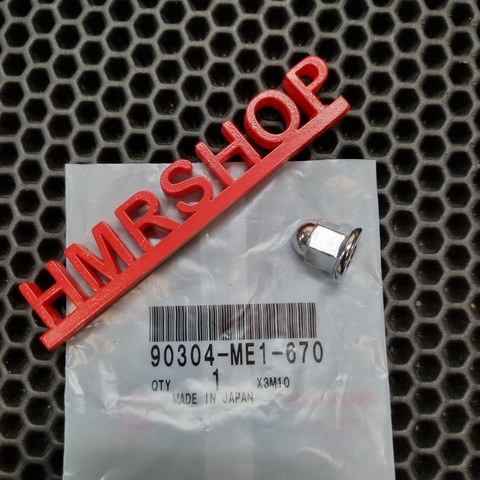 HMRSHOP
90304-ME1-670
QTY 1 X3M10
MADE IN JAPAN